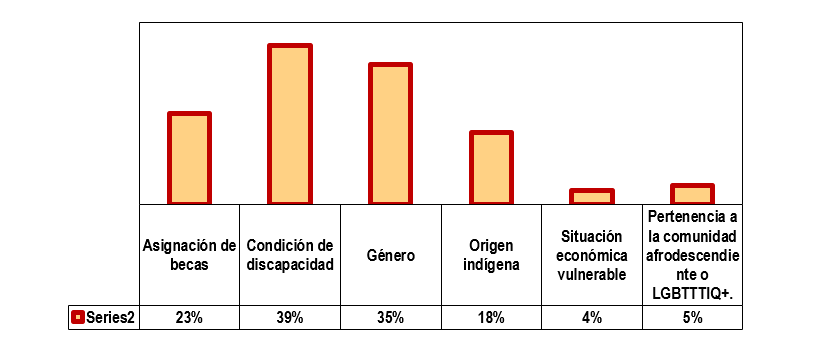 Asignación de
becas
Condición de
discapacidad
Género
Origen
indígena
Situación
económica
vulnerable
Pertenencia a
la comunidad
afrodescendie
nte o
LGBTTTIQ+.
Series2
23%
39%
35%
18%
4%
5%